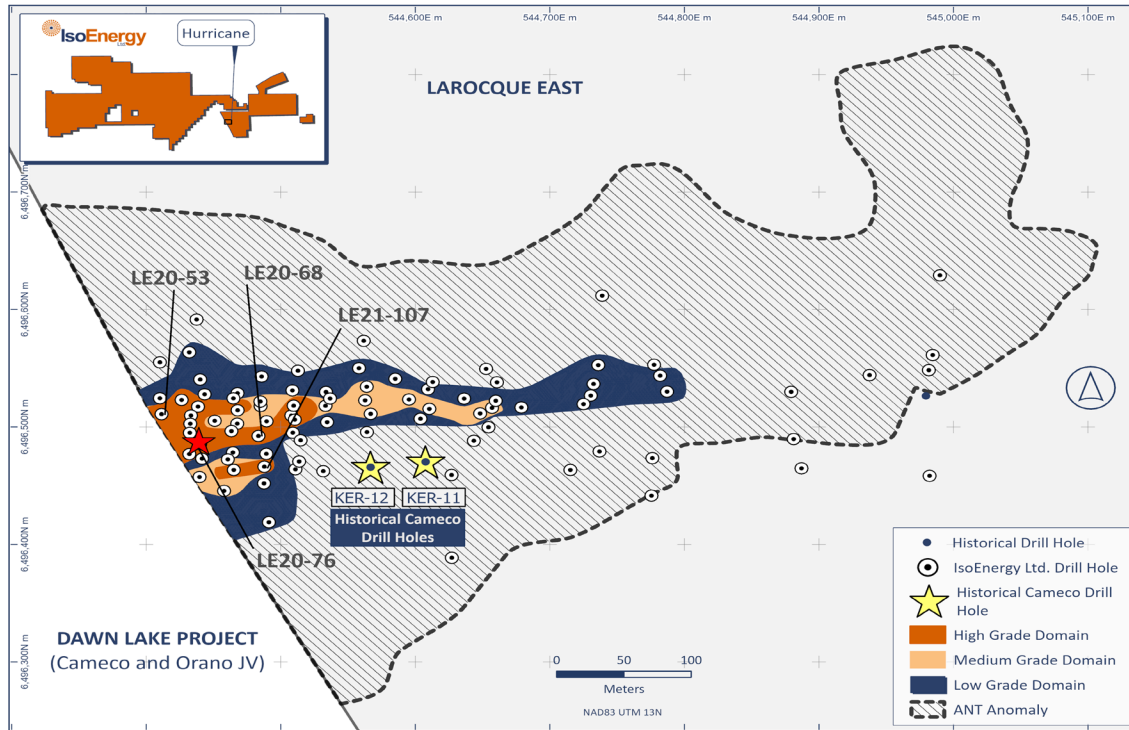 544,600E m
544,700E m
544,800E m
544,900E m
545,000E m
545,100E m
IsoEnergy
Ltd.
Hurricane
LAROCQUE EAST
6,496,700N m
6,496,600N m
6,496,500N m
6,496,400N m
6,496,300N m
LE20-53
LE20-68
LE21-107
KER-12
KER-11
Historical Cameco
Drill Holes
LE20-76
DAWN LAKE PROJECT
(Cameco and Orano JV)
0 50 100
Meters
NAD83 UTM 13N
Historical Drill Hole
IsoEnergy Ltd. Drill Hole
Historical Cameco Drill
Hole
High Grade Domain
Medium Grade Domain
Low Grade Domain
ANT Anomaly